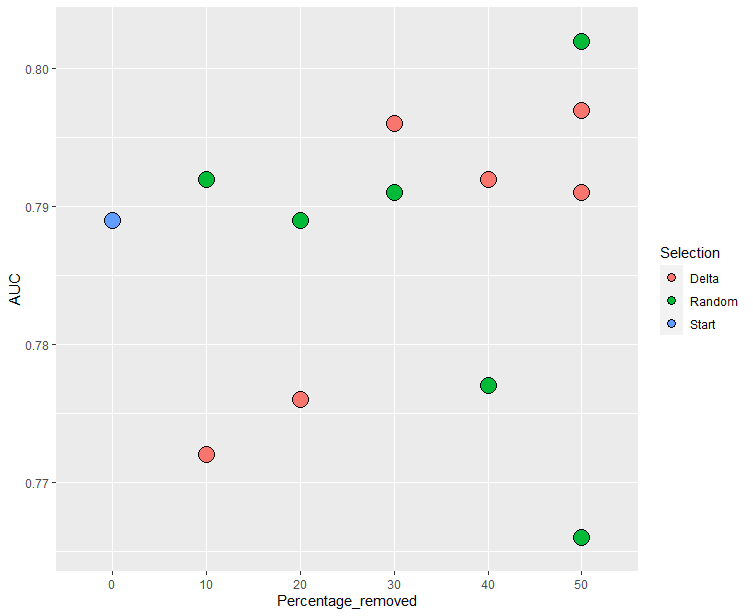 0.80
0.79
0.78
0.77
AUC
0 10 20 30 40 50
Percentage_removed
Selection
Delta
Random
Start